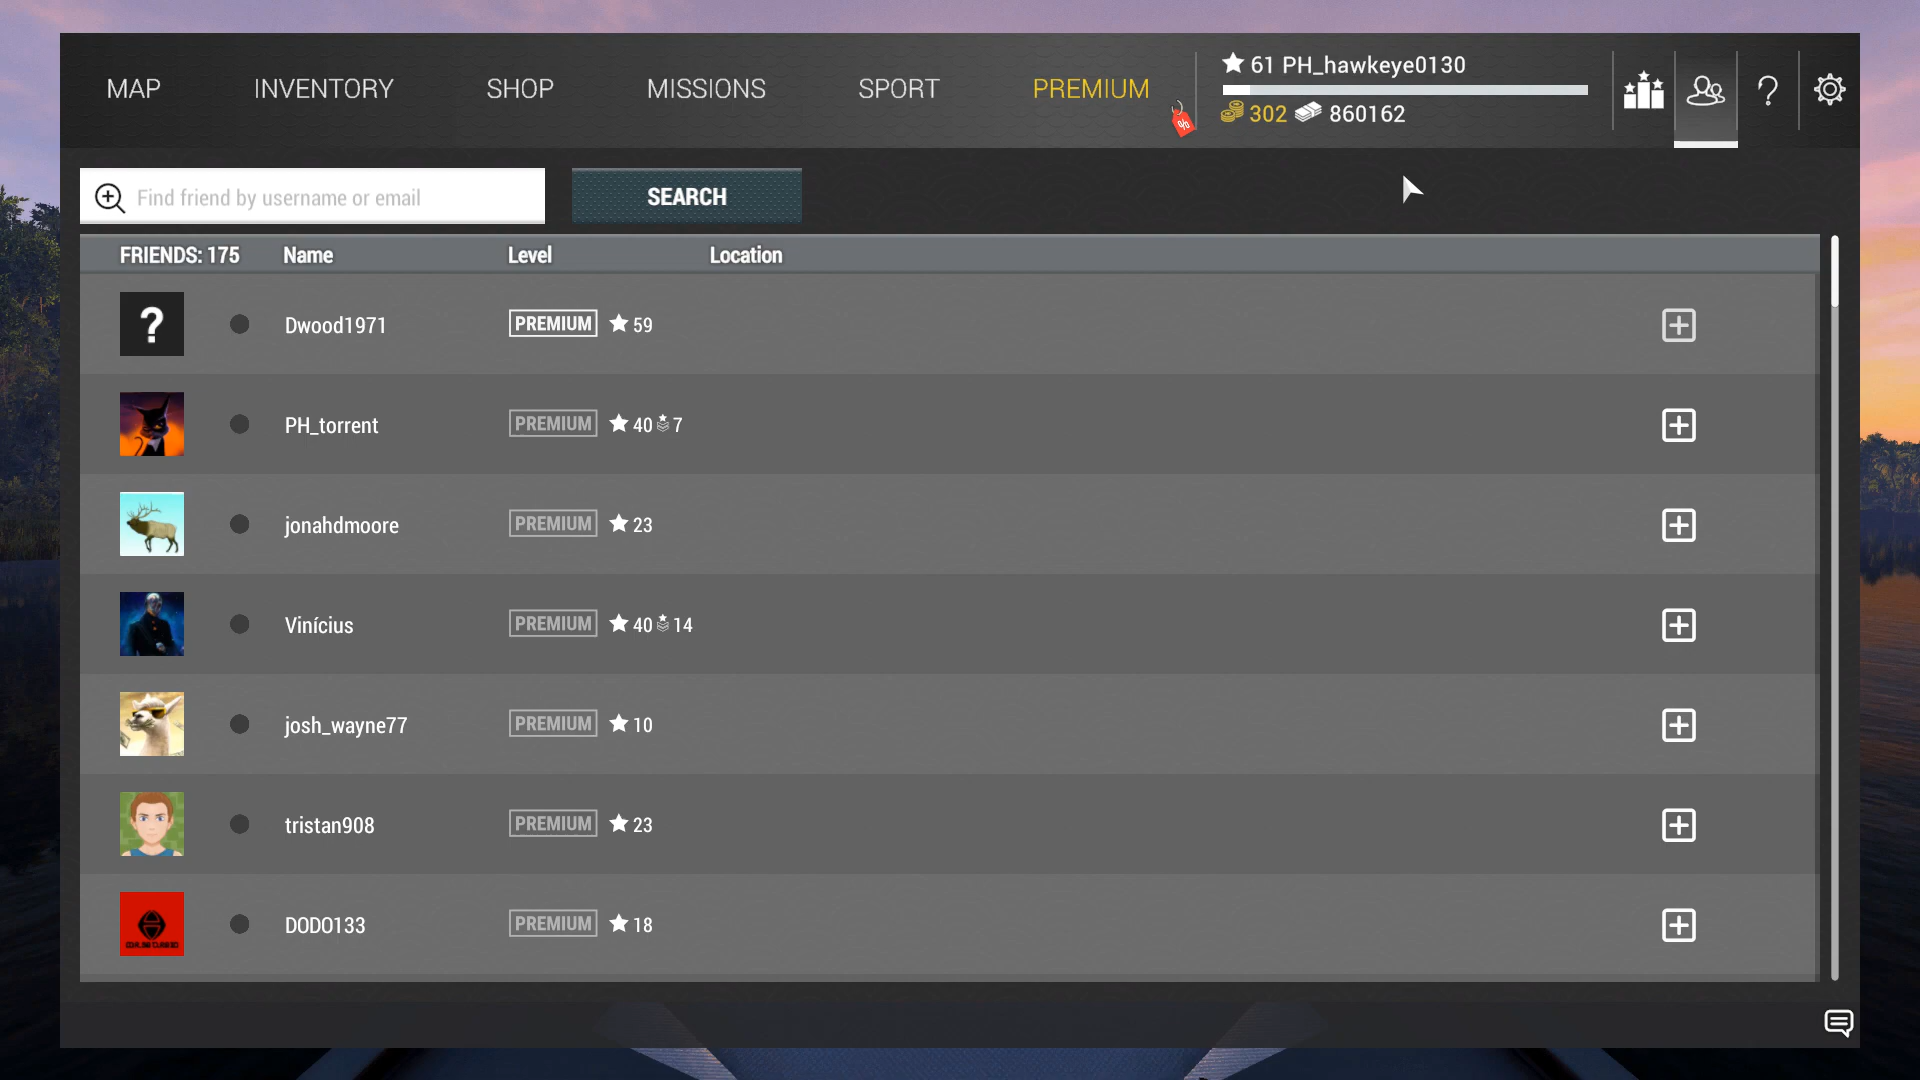 MAP INVENTORY SHOP MISSIONS SPORT PREMIUM %
61 PH_hawkeye0130
302 860162
?
Find friend by username or email SEARCH
FRIENDS: 175 Name Level Location
? Dwood1971 PREMIUM 59
PH_torrent PREMIUM 40 7
jonahdmoore PREMIUM 23
Vinícius PREMIUM 40 14
josh_wayne77 PREMIUM 10
tristan908 PREMIUM 23
DODO133 PREMIUM 18